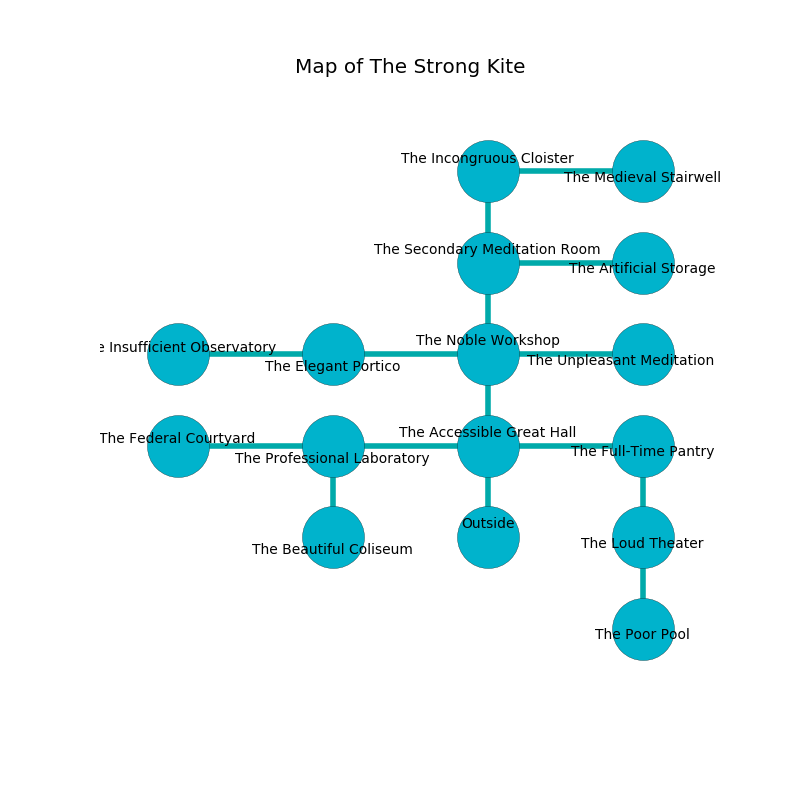 Map of The Strong Kite
The Incongruous Cloister
The Medieval Stairwell
The Secondary Meditation Room
The Artificial Storage
The Noble Workshop
e Insufficient Observatory
The Unpleasant Meditation
The Elegant Portico
The Accessible Great Hall
The Federal Courtyard
The Full-Time Pantry
The Professional Laboratory
Outside
The Loud Theater
The Beautiful Coliseum
The Poor Pool